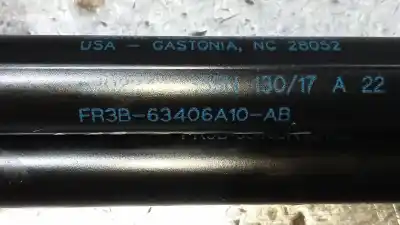 USA - GASTONIA, NC 28052
130/17 A 22
FR3B-63406A10-AB